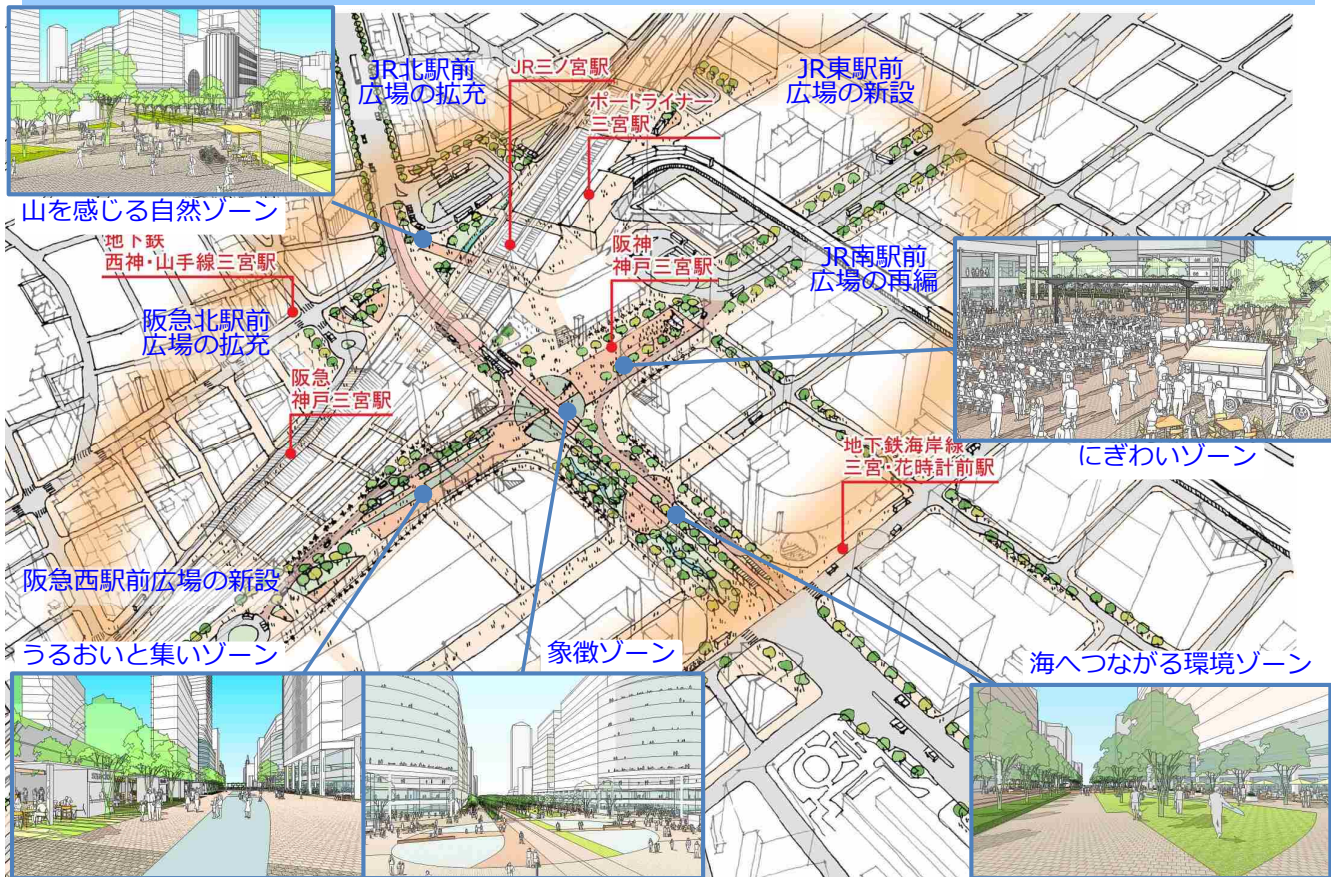 JR北駅前
広場の拡充
JR三ノ宮駅
ポートライナー
三宮駅
JR東駅前
広場の新設
山を感じる自然ゾーン
地下鉄
西神・山手線三宮駅
阪急北駅前
広場の拡充
阪神
神戸三宮駅
JR南駅前
広場の再編
阪急
神戸三宮駅
にぎわいゾーン
地下鉄海岸線
三宮・花時計前駅
阪急西駅前広場の新設
うるおいと集いゾーン
象徴ゾーン
海へつながる環境ゾーン